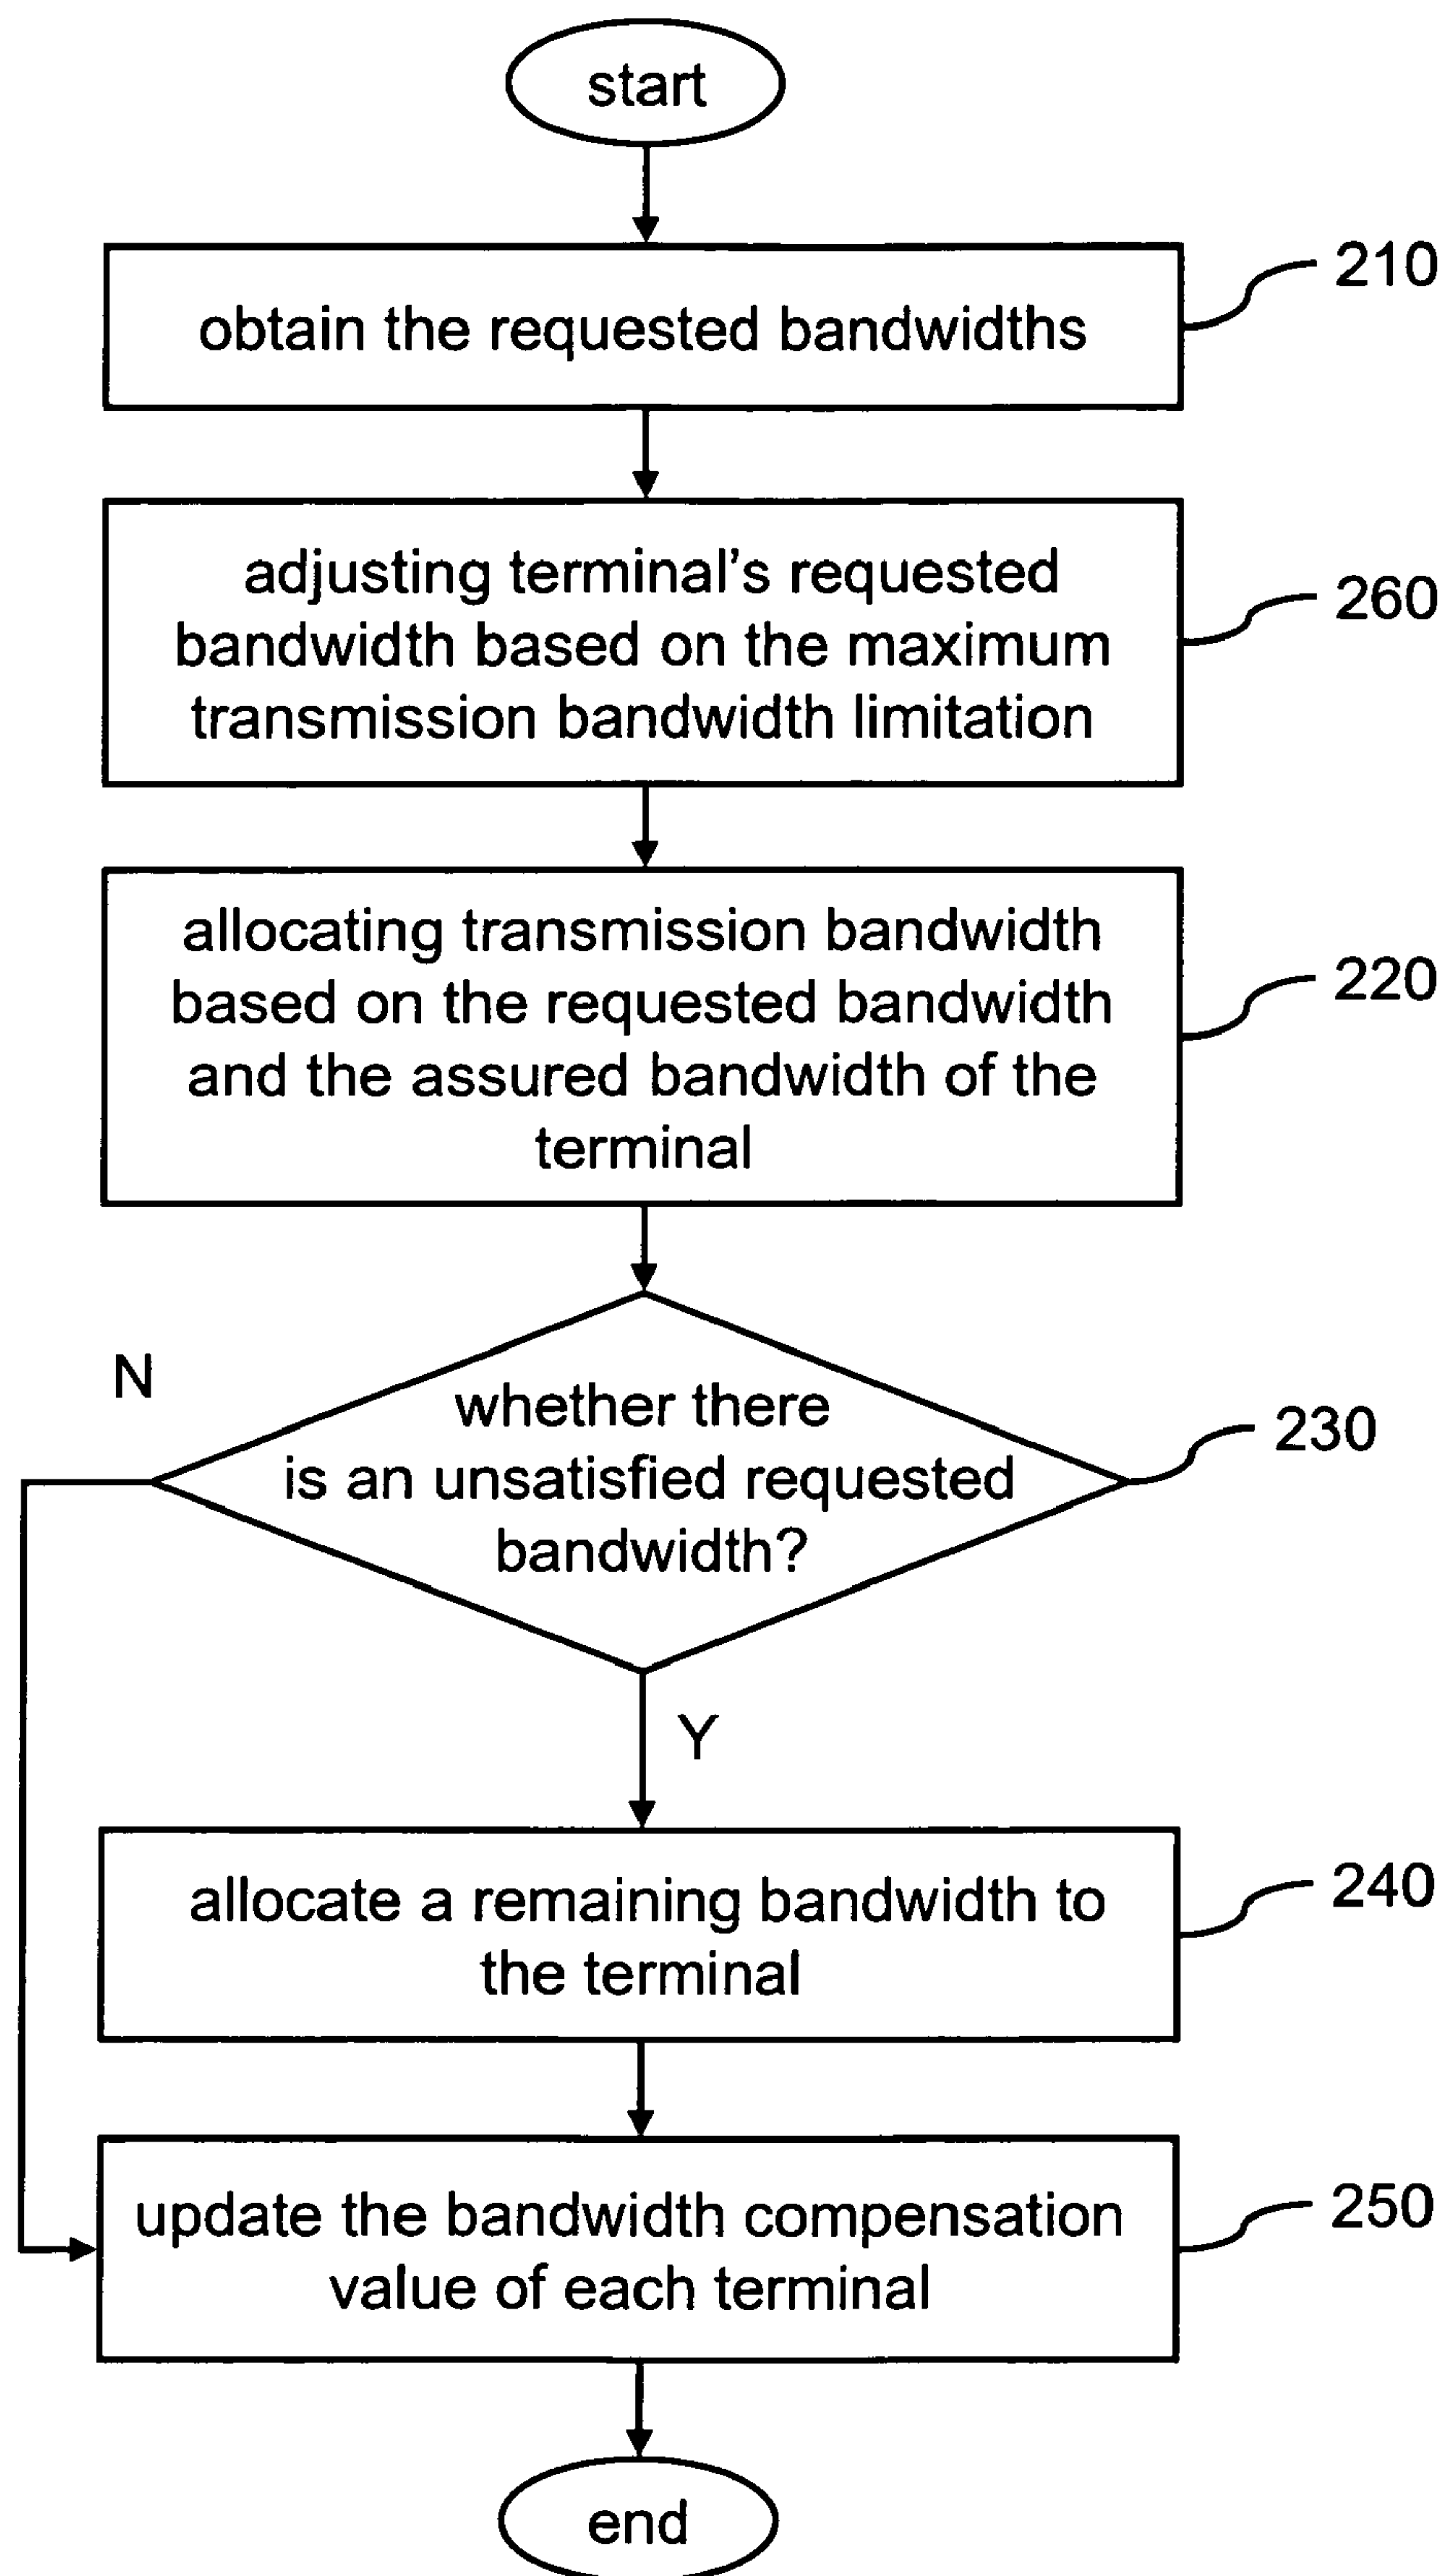 start
obtain the requested bandwidths
210
adjusting terminal's requested
bandwidth based on the maximum
transmission bandwidth limitation
260
allocating transmission bandwidth
based on the requested bandwidth
and the assured bandwidth of the
terminal
220
N
whether there
is an unsatisfied requested
bandwidth?
230
Y
allocate a remaining bandwidth to
the terminal
240
update the bandwidth compensation
value of each terminal
250
end